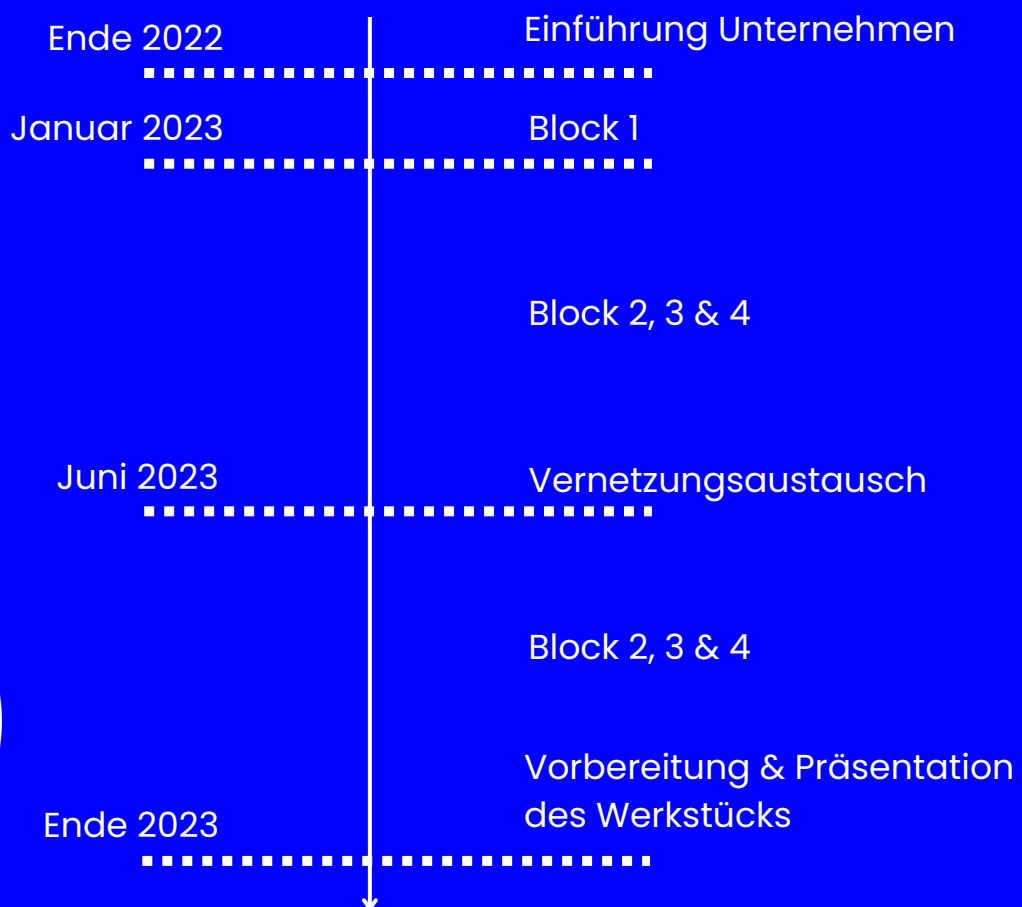 Ende 2022
Einführung Unternehmen
Januar 2023
Block 1
Block 2, 3 & 4
Juni 2023
Vernetzungsaustausch
Block 2, 3 & 4
Vorbereitung & Präsentation
des Werkstücks
Ende 2023